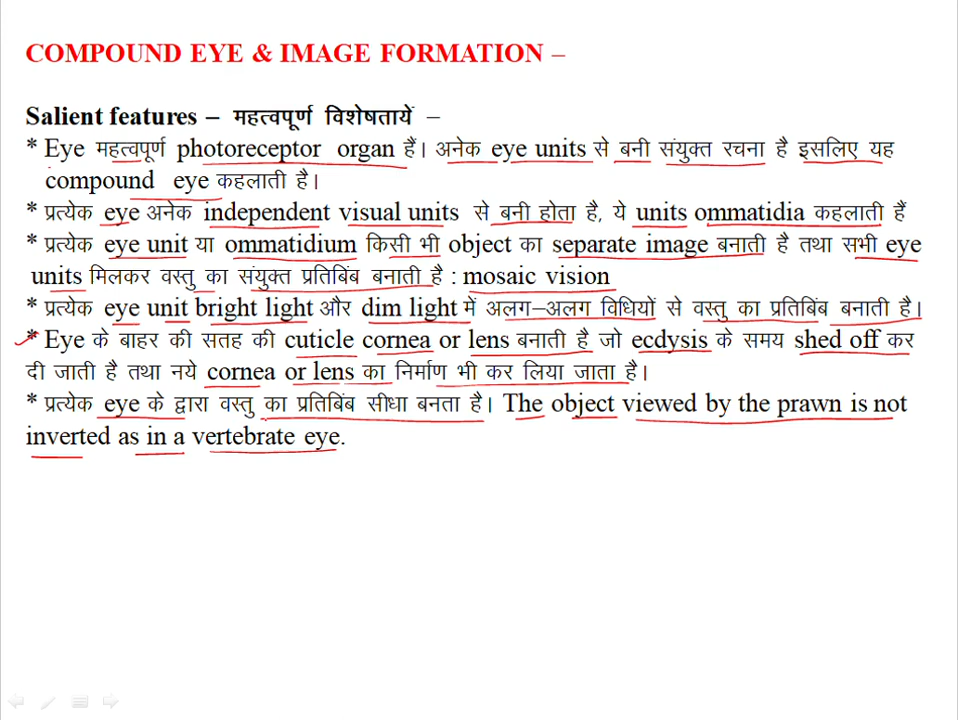 COMPOUND EYE & IMAGE FORMATION –
Salient features – महत्वपूर्ण विशेषतायें –
* Eye महत्वपूर्ण photoreceptor organ हैं। अनेक eye units से बनी संयुक्त रचना है इसलिए यह
compound eye कहलाती है।
* प्रत्येक eye अनेक independent visual units से बनी होता है, ये units ommatidia कहलाती हैं
* प्रत्येक eye unit या ommatidium किसी भी object का separate image बनाती है तथा सभी eye
units मिलकर वस्तु का संयुक्त प्रतिबिंब बनाती है : mosaic vision
* प्रत्येक eye unit bright light और dim light में अलग–अलग विधियों से वस्तु का प्रतिबिंब बनाती है।
* Eye के बाहर की सतह की cuticle cornea or lens बनाती है जो ecdysis के समय shed off कर
दी जाती है तथा नये cornea or lens का निर्माण भी कर लिया जाता है।
* प्रत्येक eye के द्वारा वस्तु का प्रतिबिंब सीधा बनता है। The object viewed by the prawn is not
inverted as in a vertebrate eye.